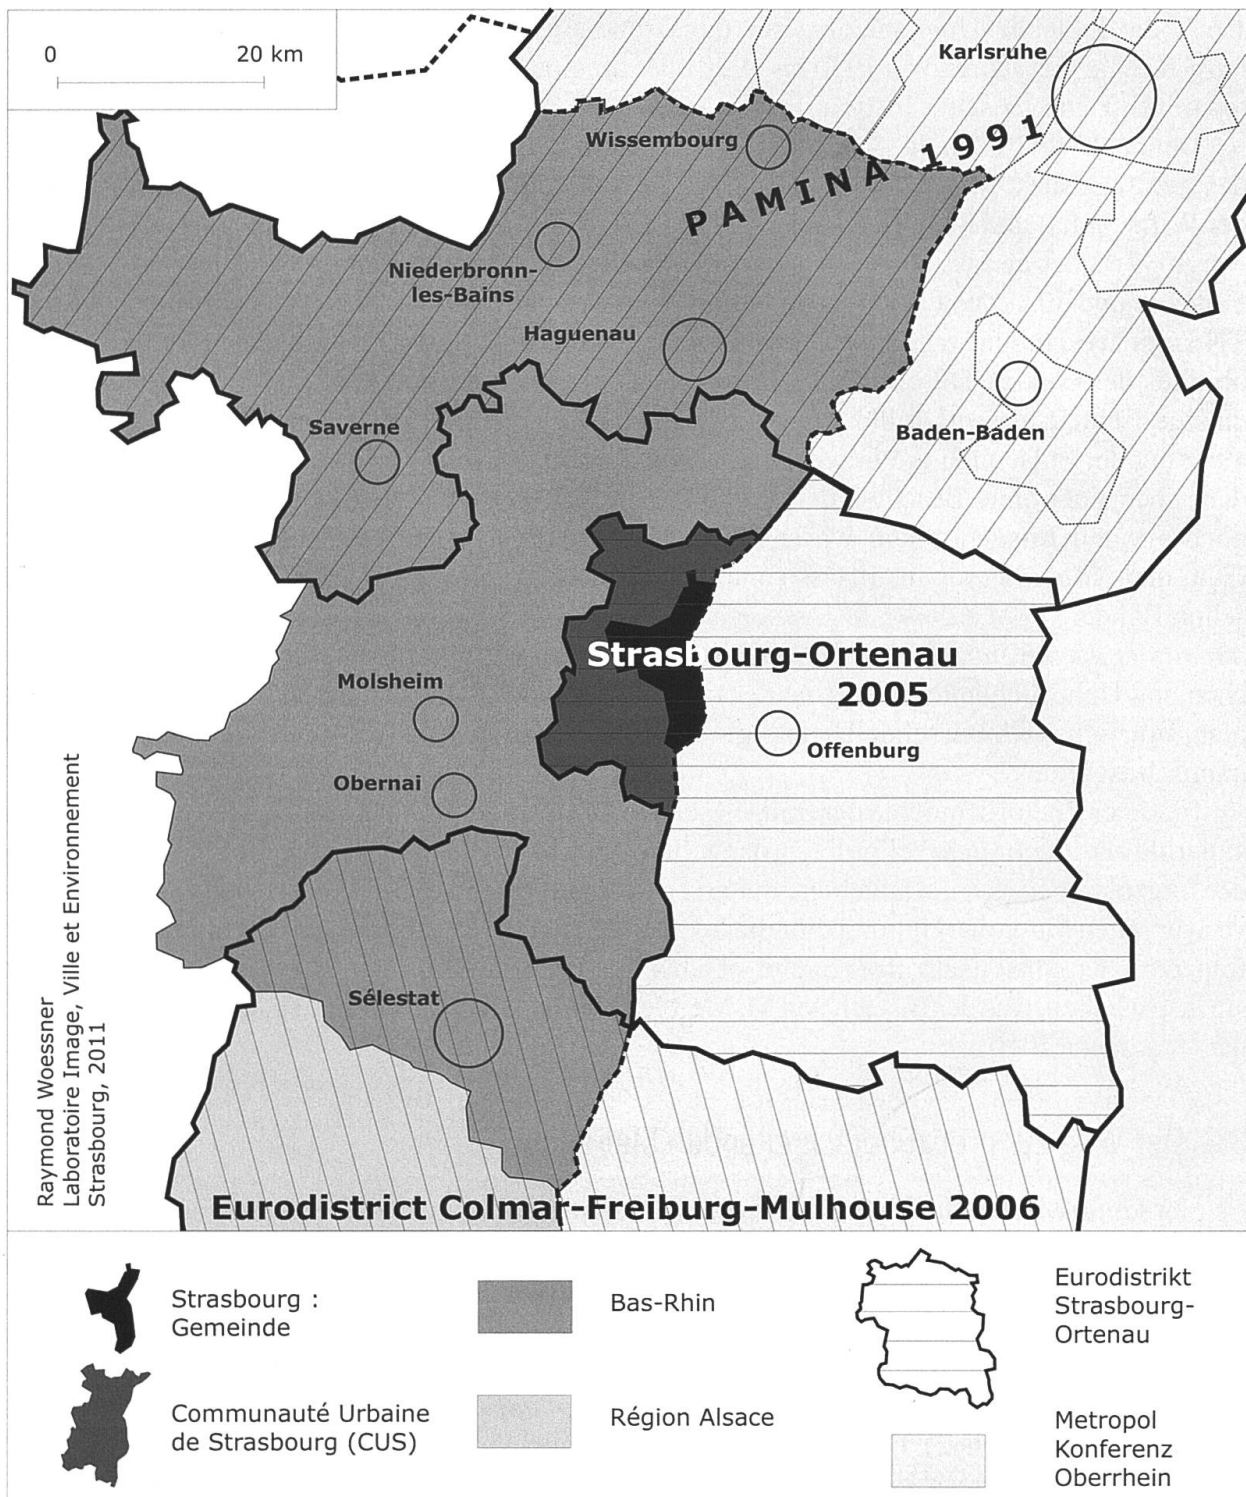 0 20 km
Karlsruhe
Wissembourg
PAMINA 1991
Niederbronn-
les-Bains
Haguenau
Saverne
Baden-Baden
Strasbourg-Ortenau
2005
Molsheim
Offenburg
Obernai
Sélestat
Raymond Woessner
Laboratoire Image, Ville et Environnement
Strasbourg, 2011
Eurodistrict Colmar-Freiburg-Mulhouse 2006
Strasbourg :
Gemeinde
Communauté Urbaine
de Strasbourg (CUS)
Bas-Rhin
Région Alsace
Eurodistrikt
Strasbourg-
Ortenau
Metropol
Konferenz
Oberrhein